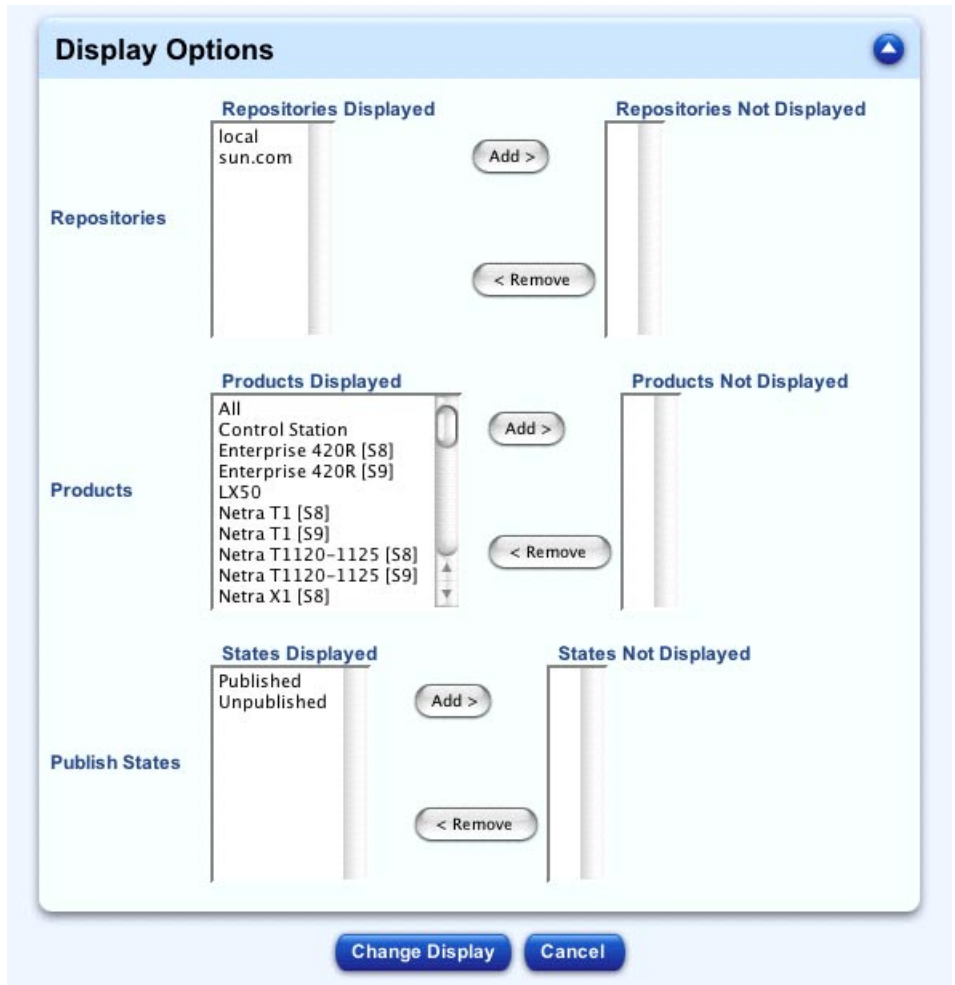 Display Options
Repositories Displayed
Repositories Not Displayed
Repositories
local
sun.com
Add >
< Remove
Products Displayed
Products Not Displayed
Products
All
Control Station
Enterprise 420R [S8]
Enterprise 420R [S9]
LX50
Netra T1 [S8]
Netra T1 [S9]
Netra T1120-1125 [S8]
Netra T1120-1125 [S9]
Netra X1 [S8]
Add >
< Remove
States Displayed
States Not Displayed
Publish States
Published
Unpublished
Add >
< Remove
Change Display
Cancel